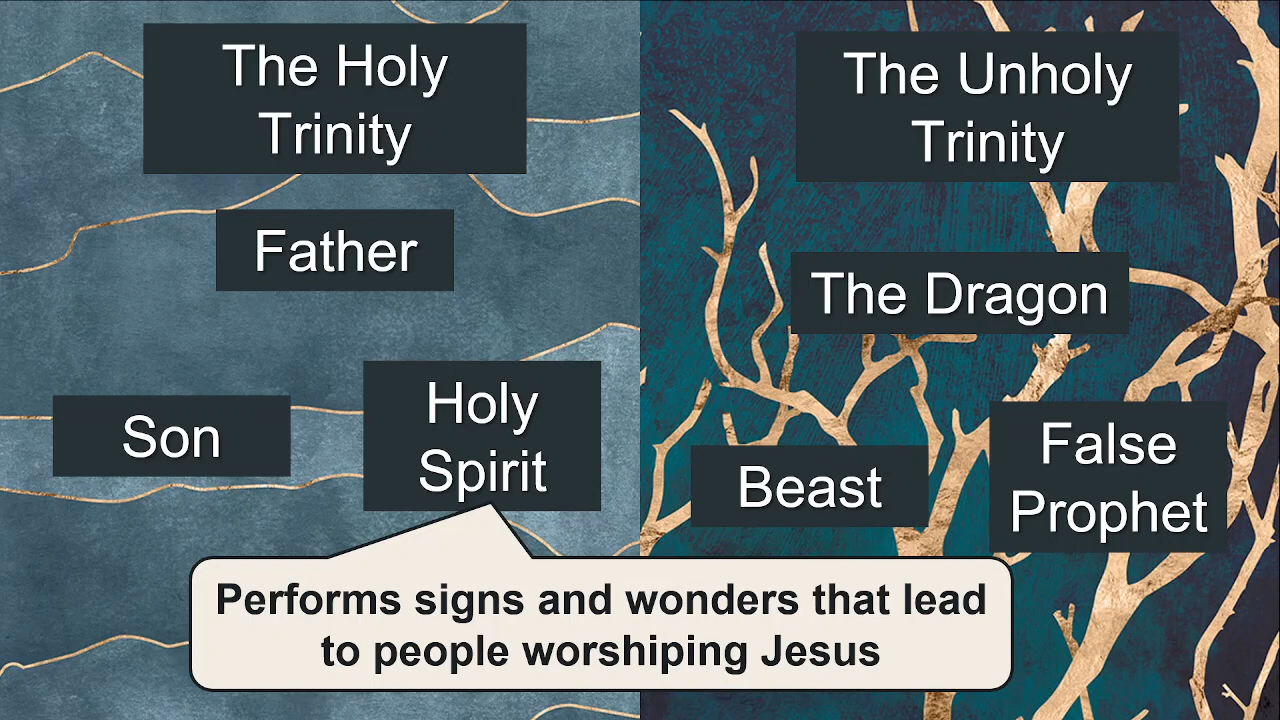 The Holy
Trinity
Father
Son
Holy
Spirit
The Unholy
Trinity
The Dragon
Beast
False
Prophet
Performs signs and wonders that lead
to people worshiping Jesus